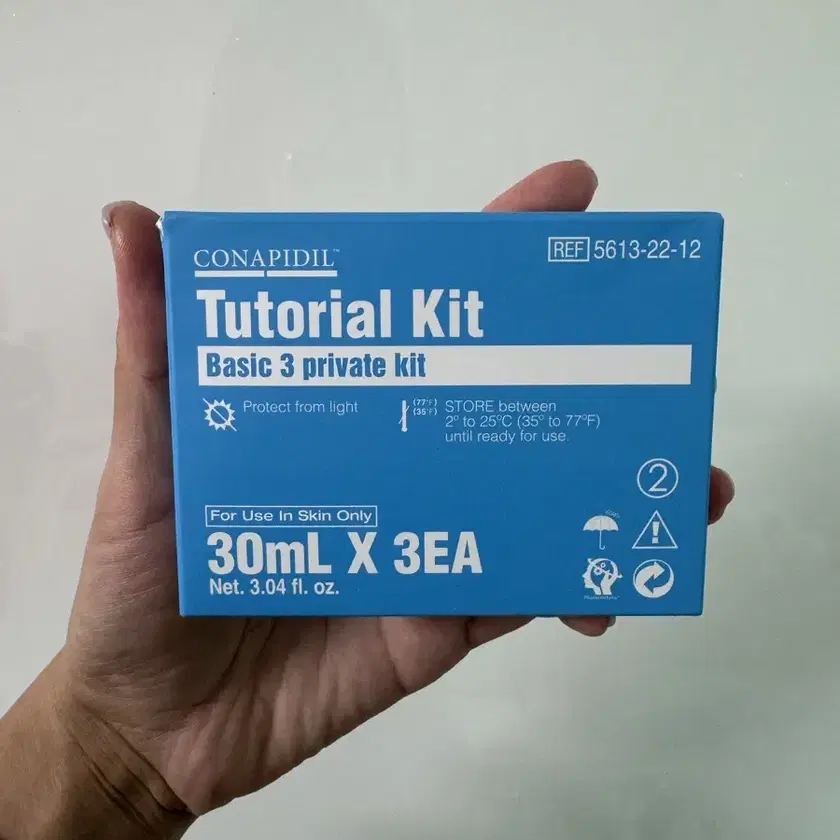 CONAPIDIL™
REF 5613-22-12
Tutorial Kit
Basic 3 private kit
Protect from light
(77°F)
(36°F)
STORE between
2° to 25°C (35° to 77°F)
until ready for use.
2
For Use In Skin Only
30mL X 3EA
Net. 3.04 fl. oz.